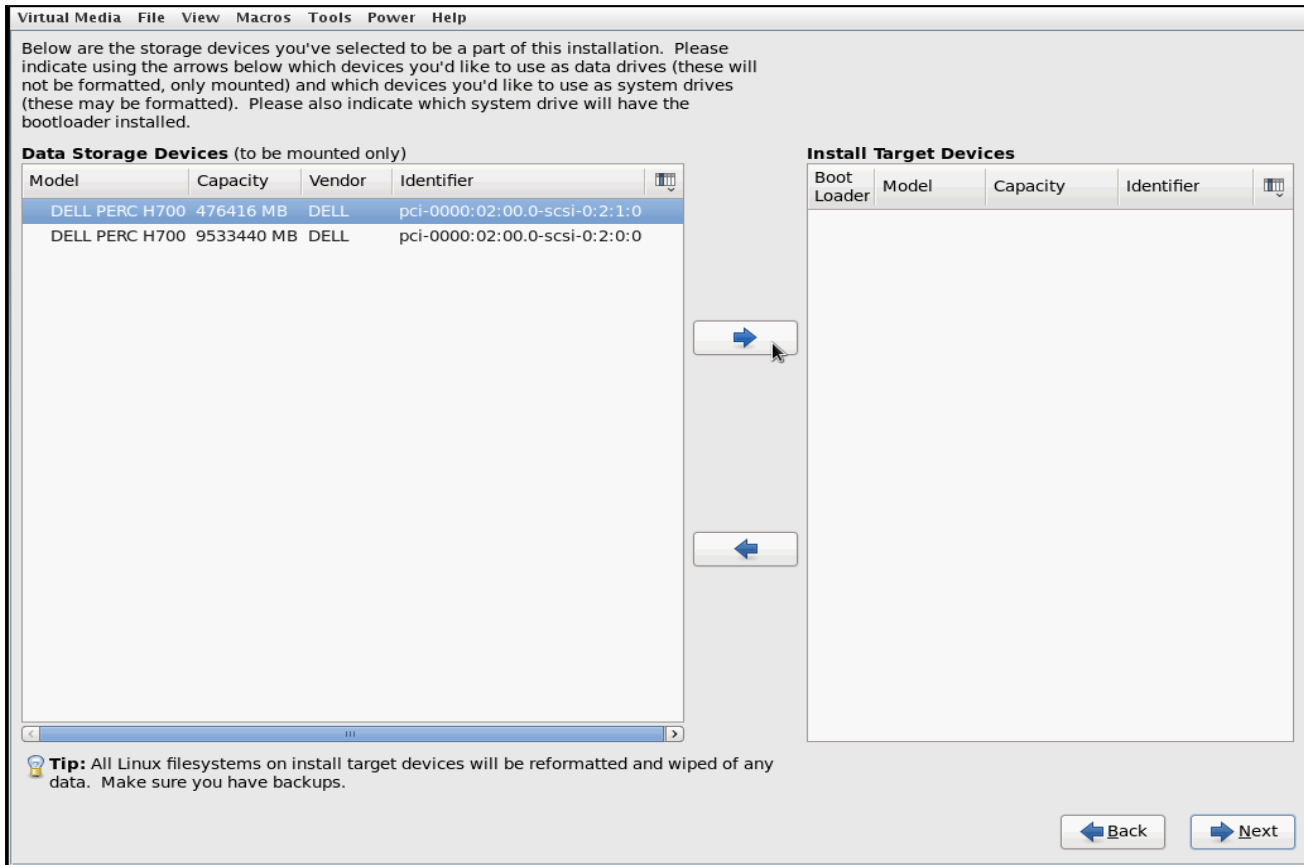 Virtual Media File View Macros Tools Power Help
Below are the storage devices you've selected to be a part of this installation. Please
indicate using the arrows below which devices you'd like to use as data drives (these will
not be formatted, only mounted) and which devices you'd like to use as system drives
(these may be formatted). Please also indicate which system drive will have the
bootloader installed.
Data Storage Devices (to be mounted only)
Model Capacity Vendor Identifier
DELL PERC H700 476416 MB DELL pci-0000:02:00.0-scsi-0:2:1:0
DELL PERC H700 9533440 MB DELL pci-0000:02:00.0-scsi-0:2:0:0
Install Target Devices
Boot
Loader Model Capacity Identifier
Tip: All Linux filesystems on install target devices will be reformatted and wiped of any
data. Make sure you have backups.
Back Next